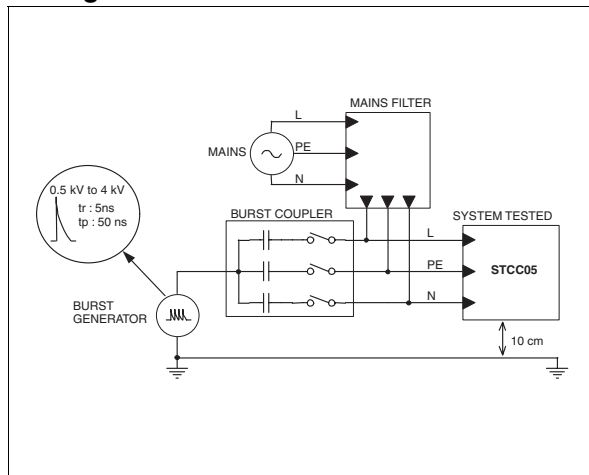 MAINS FILTER
L
MAINS
PE
N
0.5 kV to 4 kV
tr : 5ns
tp : 50 ns
BURST COUPLER
SYSTEM TESTED
L
PE
STCC05
N
BURST
GENERATOR
10 cm